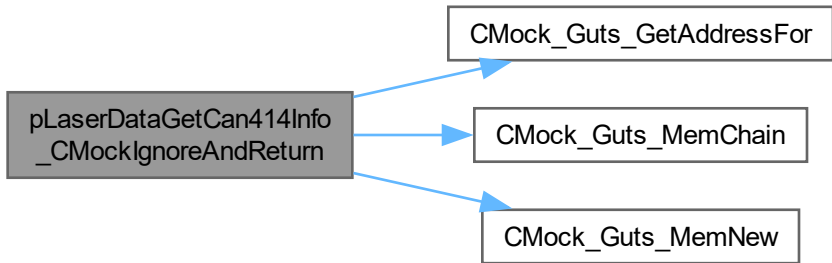 pLaserDataGetCan414Info
_CMockIgnoreAndReturn
CMock_Guts_GetAddressFor
CMock_Guts_MemChain
CMock_Guts_MemNew